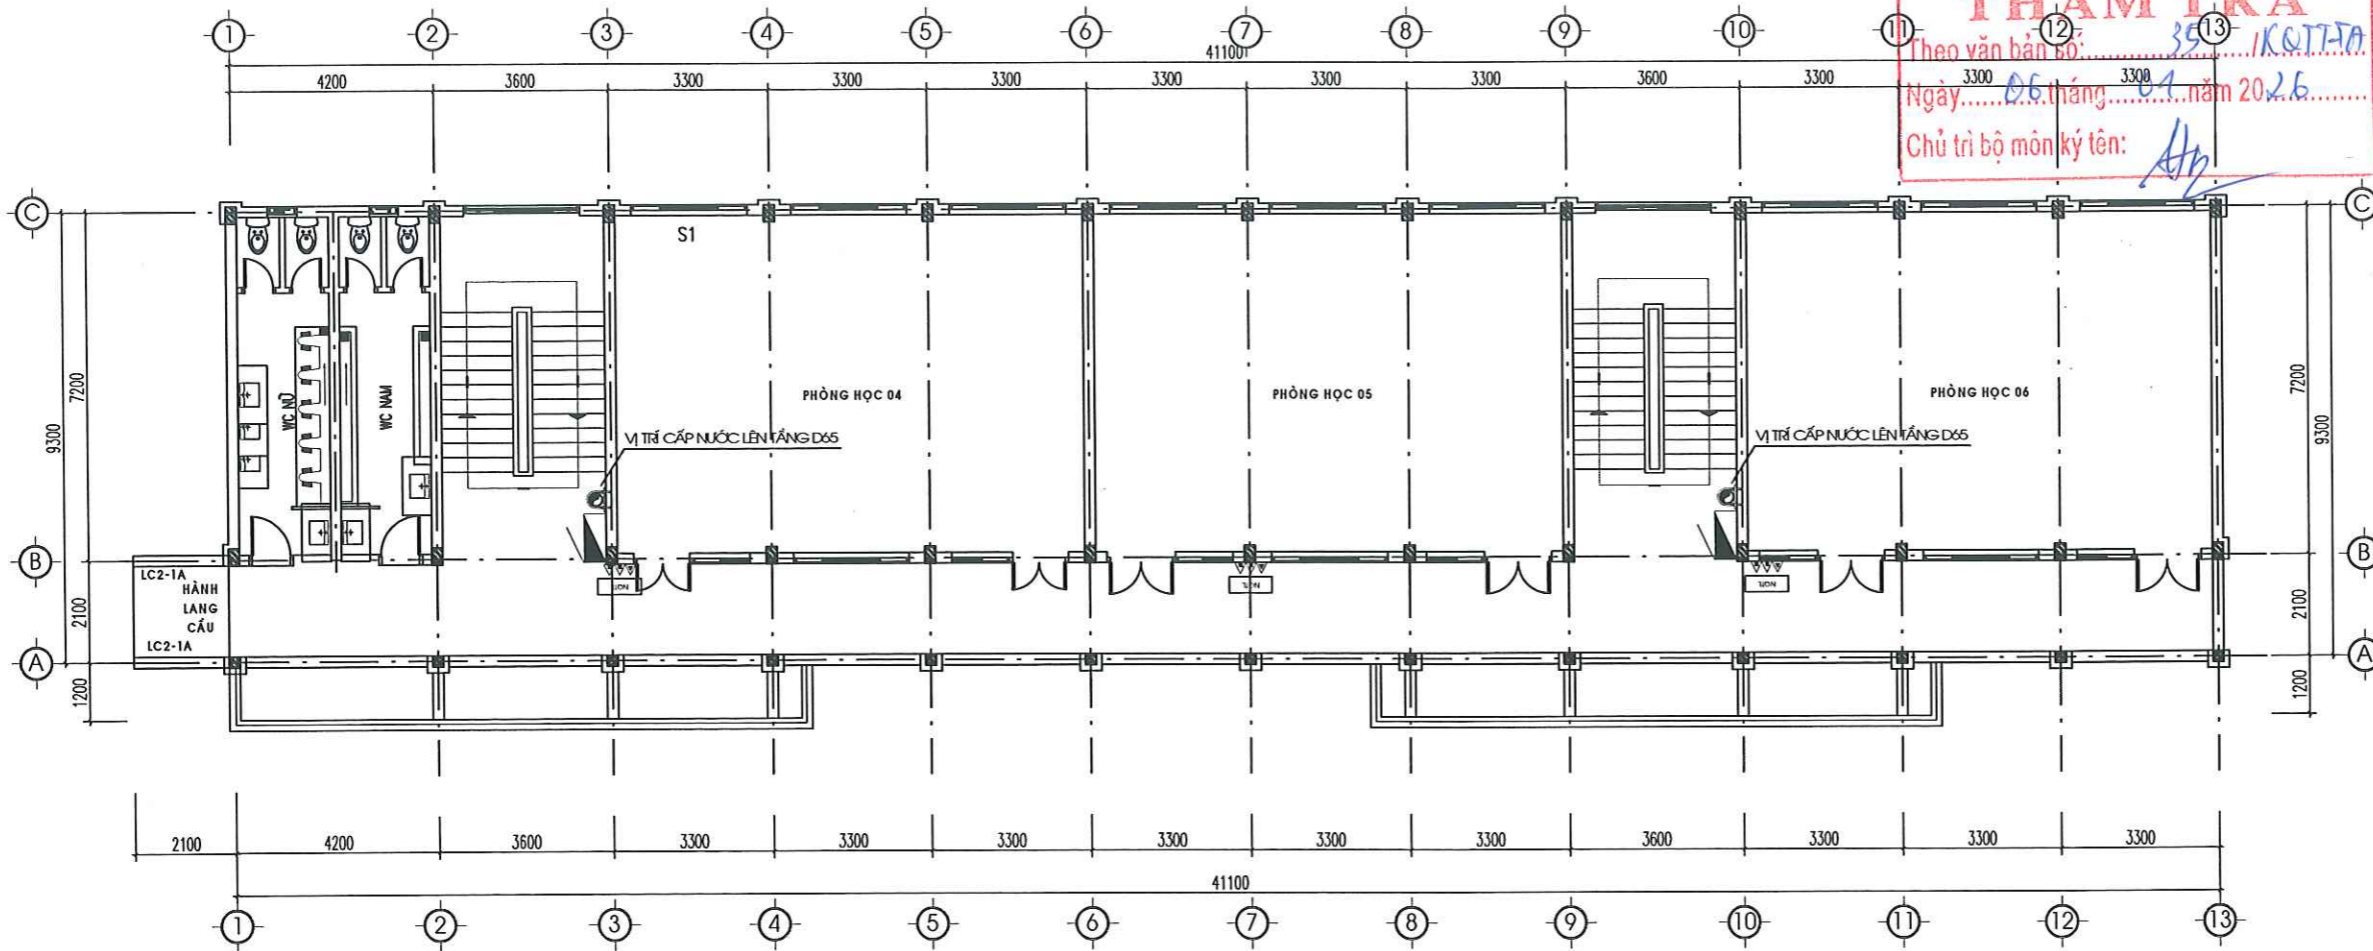 THẨM TRA
Theo văn bản số: 35 /KQTT-TA
Ngày 06 tháng 01 năm 2026
Chủ trì bộ môn ký tên:
1 2 3 4 5 6 7 8 9 10 11 12 13
41100
4200 3600 3300 3300 3300 3300 3300 3300 3600 3300 3300 3300
C C
S1
7200 7200
9300 9300
WC NỮ
WC NAM
PHÒNG HỌC 04
PHÒNG HỌC 05
PHÒNG HỌC 06
VỊ TRÍ CẤP NƯỚC LÊN TẦNG D65
VỊ TRÍ CẤP NƯỚC LÊN TẦNG D65
B B
LC2-1A
HÀNH
LANG
CẦU
LC2-1A
2100 2100
A A
1200 1200
2100 4200 3600 3300 3300 3300 3300 3300 3300 3600 3300 3300 3300
41100
1 2 3 4 5 6 7 8 9 10 11 12 13